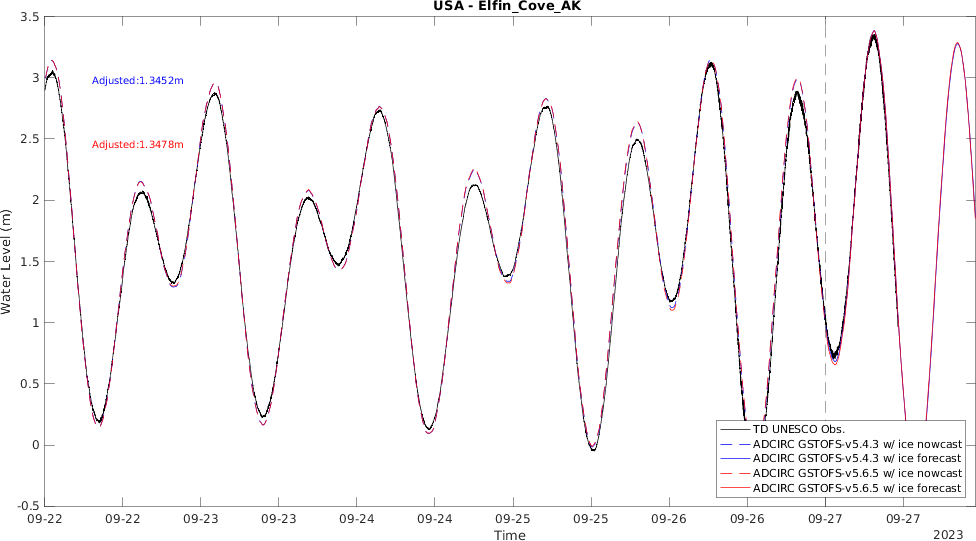 USA - Elfin_Cove_AK
3.5
3
2.5
2
1.5
1
0.5
0
-0.5
Water Level (m)
Adjusted:1.3452m
Adjusted:1.3478m
TD UNESCO Obs.
ADCIRC GSTOFS-v5.4.3 w/ ice nowcast
ADCIRC GSTOFS-v5.4.3 w/ ice forecast
ADCIRC GSTOFS-v5.6.5 w/ ice nowcast
ADCIRC GSTOFS-v5.6.5 w/ ice forecast
09-22 09-22 09-23 09-23 09-24 09-24 09-25 09-25 09-26 09-26 09-27 09-27
Time
2023